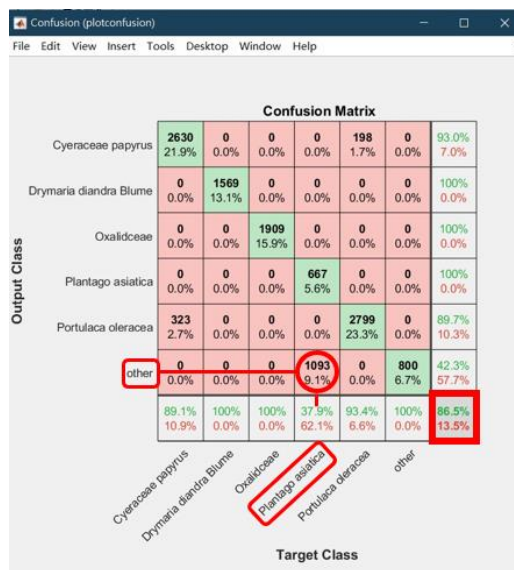 Confusion (plotconfusion)
File Edit View Insert Tools Desktop Window Help
Confusion Matrix
Cyeraceae papyrus 2630 0 0 0 198 0 93.0%
21.9% 0.0% 0.0% 0.0% 1.7% 0.0% 7.0%
Drymaria diandra Blume 0 1569 0 0 0 0 100%
0.0% 13.1% 0.0% 0.0% 0.0% 0.0% 0.0%
Oxalidceae 0 0 1909 0 0 0 100%
0.0% 0.0% 15.9% 0.0% 0.0% 0.0% 0.0%
Plantago asiatica 0 0 0 667 0 0 100%
0.0% 0.0% 0.0% 5.6% 0.0% 0.0% 0.0%
Portulaca oleracea 323 0 0 0 2799 0 89.7%
2.7% 0.0% 0.0% 0.0% 23.3% 0.0% 10.3%
other 0 0 0 1093 0 800 42.3%
0.0% 0.0% 0.0% 9.1% 0.0% 6.7% 57.7%
89.1% 100% 100% 37.9% 93.4% 100% 86.5%
10.9% 0.0% 0.0% 62.1% 6.6% 0.0% 13.5%
Output Class
Cyeraceae papyrus
Drymaria diandra Blume
Oxalidceae
Plantago asiatica
Portulaca oleracea
other
Target Class